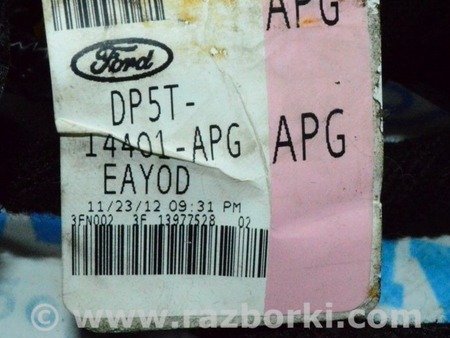 APG
Ford
DP5T-
14401-APG
APG
EAYOD
11/23/12 09:31 PM
3FN002 3F 13977528 02
© www.razborki.com